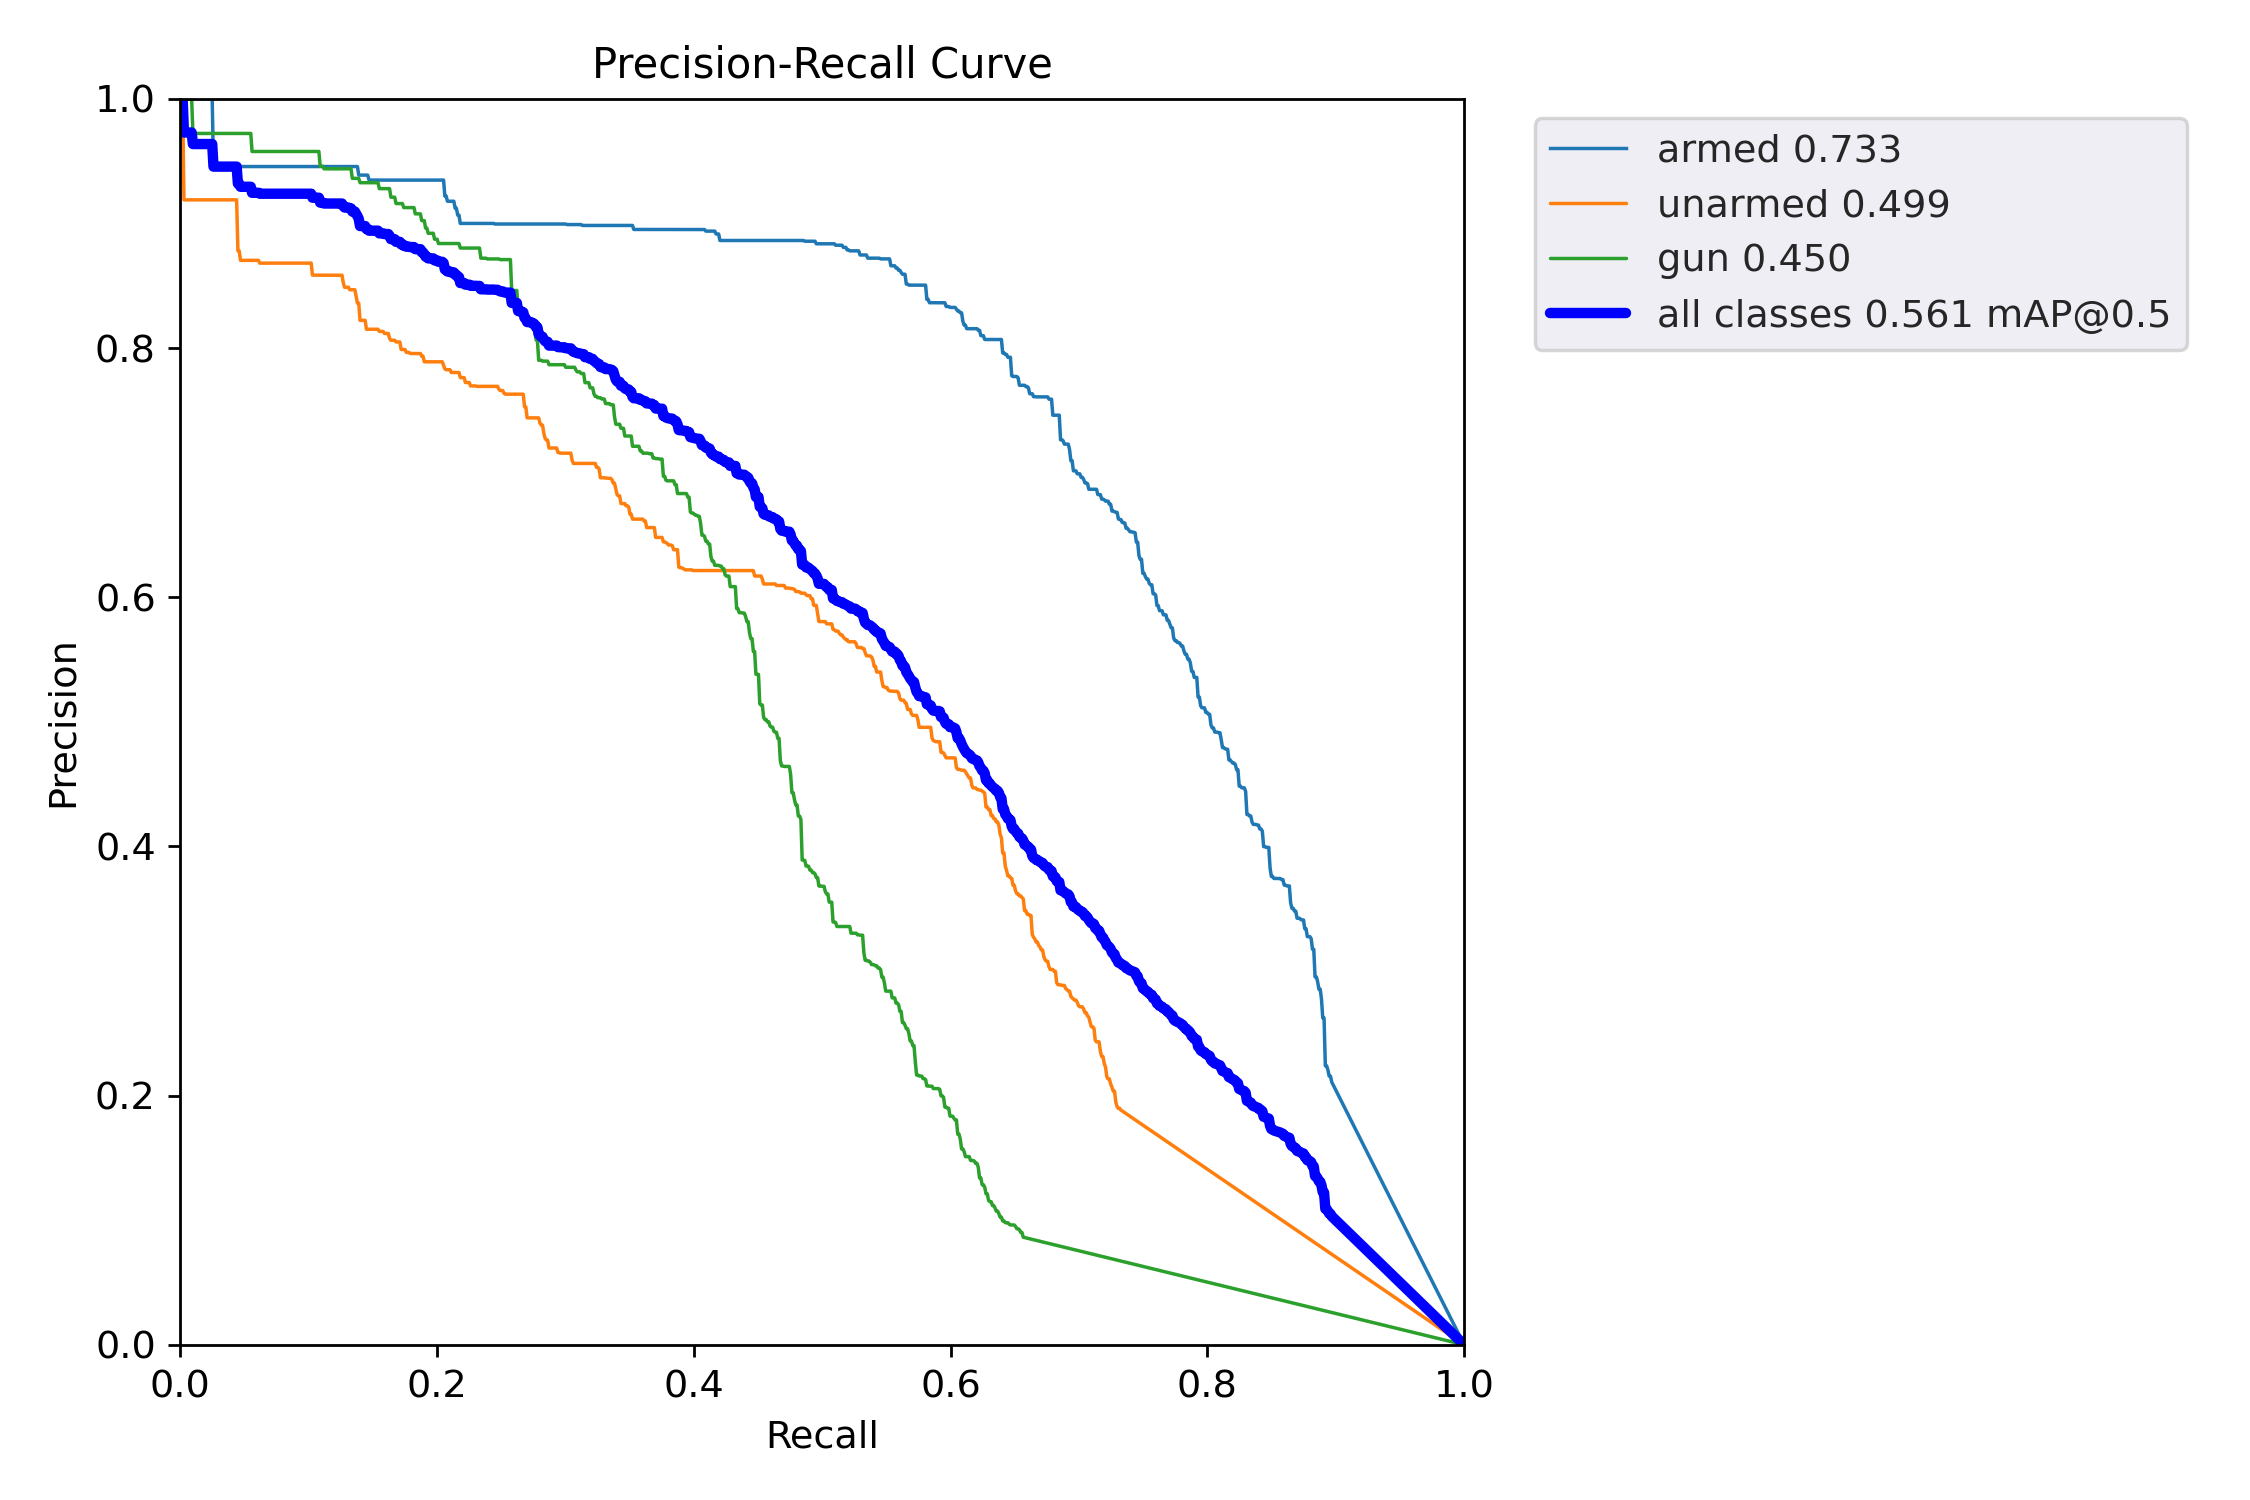 Precision-Recall Curve
1.0
0.8
0.6
0.4
0.2
0.0
Precision
0.0 0.2 0.4 0.6 0.8 1.0
Recall
armed 0.733
unarmed 0.499
gun 0.450
all classes 0.561 mAP@0.5